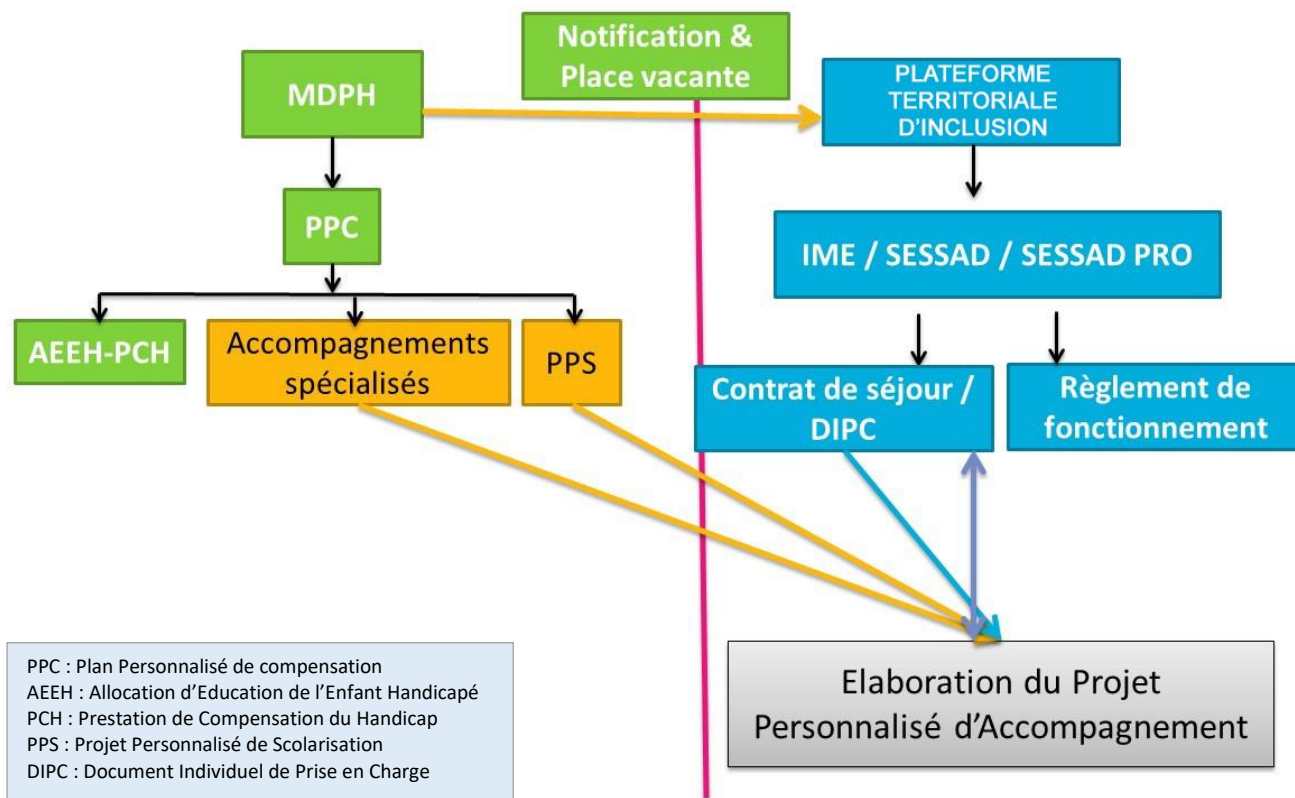 Notification &
Place vacante
MDPH
PLATEFORME
TERRITORIALE
D'INCLUSION
PPC
IME / SESSAD / SESSAD PRO
AEEH-PCH
Accompagnements
spécialisés
PPS
Contrat de séjour /
DIPC
Règlement de
fonctionnement
Elaboration du Projet
Personnalisé d'Accompagnement
PPC : Plan Personnalisé de compensation
AEEH : Allocation d'Education de l'Enfant Handicapé
PCH : Prestation de Compensation du Handicap
PPS : Projet Personnalisé de Scolarisation
DIPC : Document Individuel de Prise en Charge